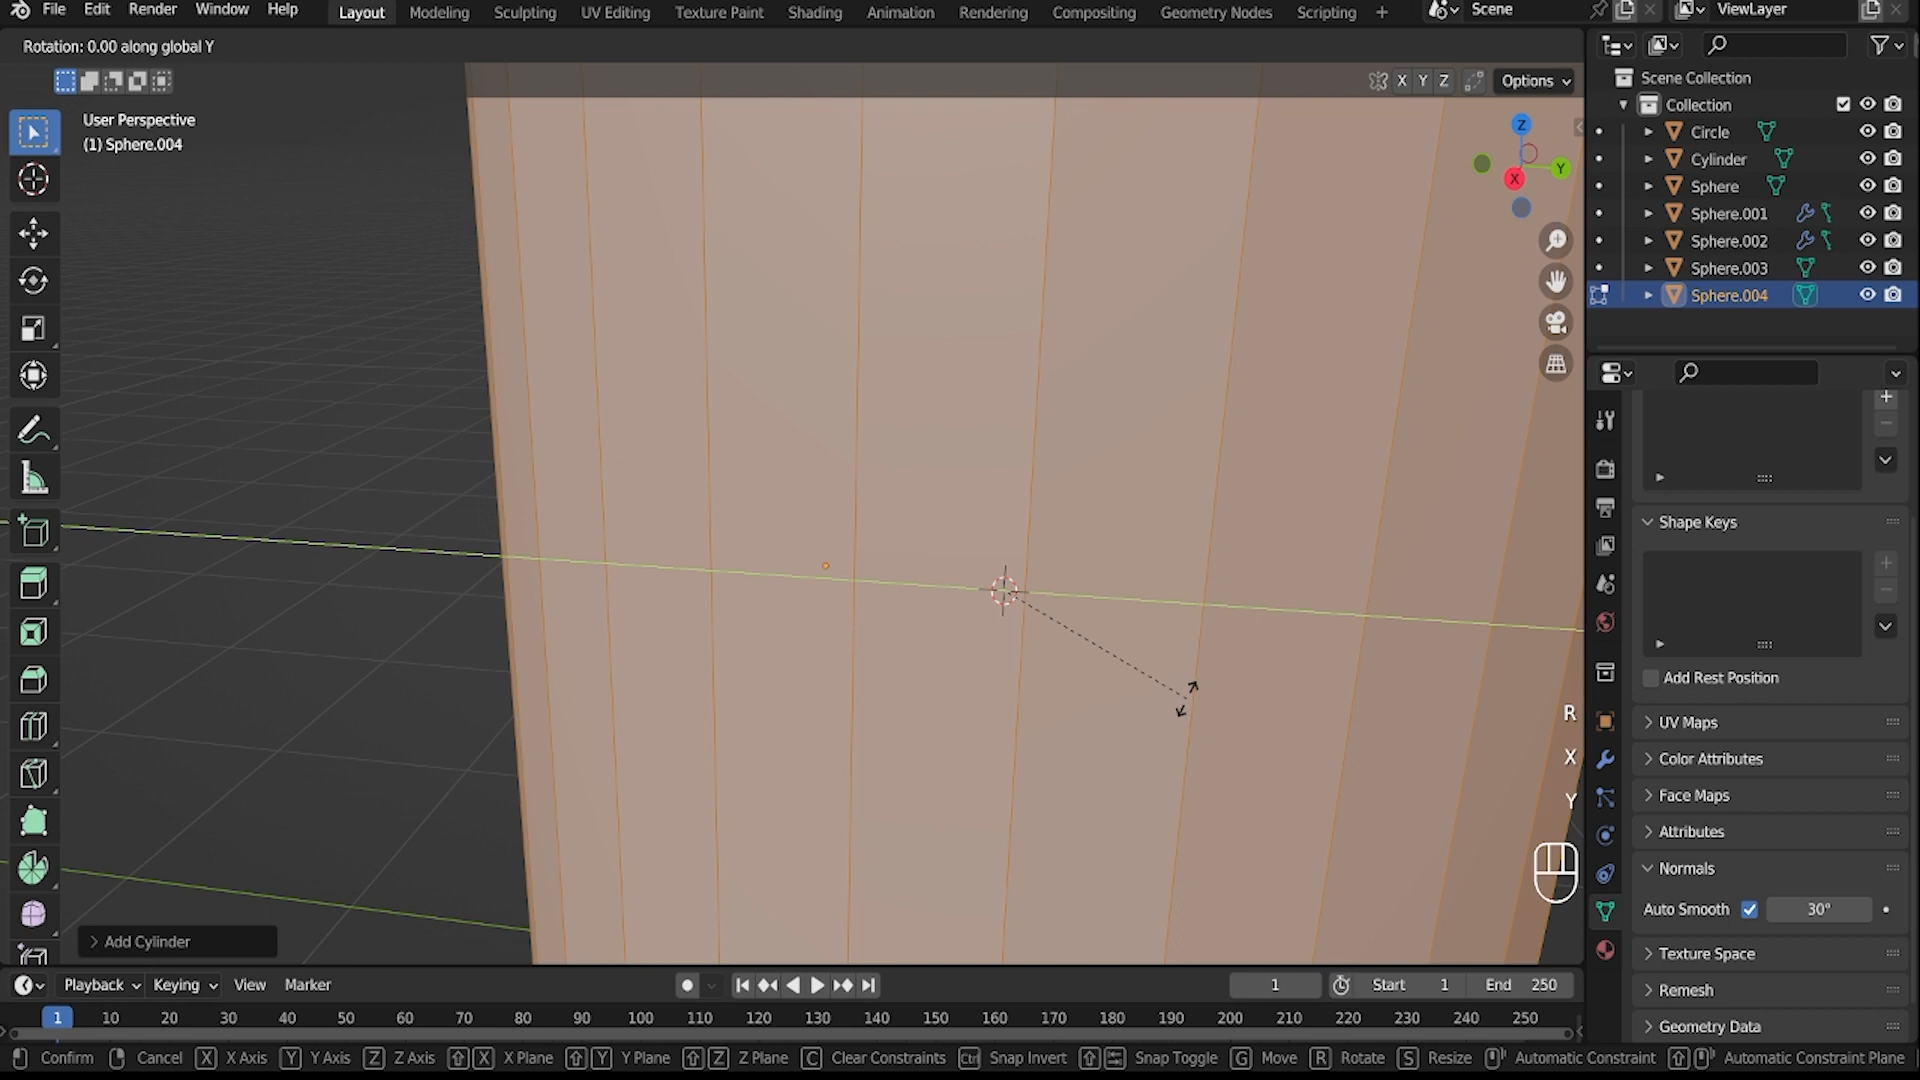 File Edit Render Window Help Layout Modeling Sculpting UV Editing Texture Paint Shading Animation Rendering Compositing Geometry Nodes Scripting + Scene ViewLayer
Rotation: 0.00 along global Y
X Y Z Options
User Perspective
(1) Sphere.004
Z
Y
X
Scene Collection
Collection
Circle
Cylinder
Sphere
Sphere.001
Sphere.002
Sphere.003
Sphere.004
Shape Keys
Add Rest Position
UV Maps
Color Attributes
Face Maps
Attributes
Normals
Auto Smooth 30°
Texture Space
Remesh
Geometry Data
R
X
Y
Add Cylinder
Playback Keying View Marker 1 Start 1 End 250
1 10 20 30 40 50 60 70 80 90 100 110 120 130 140 150 160 170 180 190 200 210 220 230 240 250
Confirm Cancel X X Axis Y Y Axis Z Z Axis X X Plane Y Y Plane Z Z Plane C Clear Constraints Ctrl Snap Invert Snap Toggle G Move R Rotate S Resize Automatic Constraint Automatic Constraint Plane